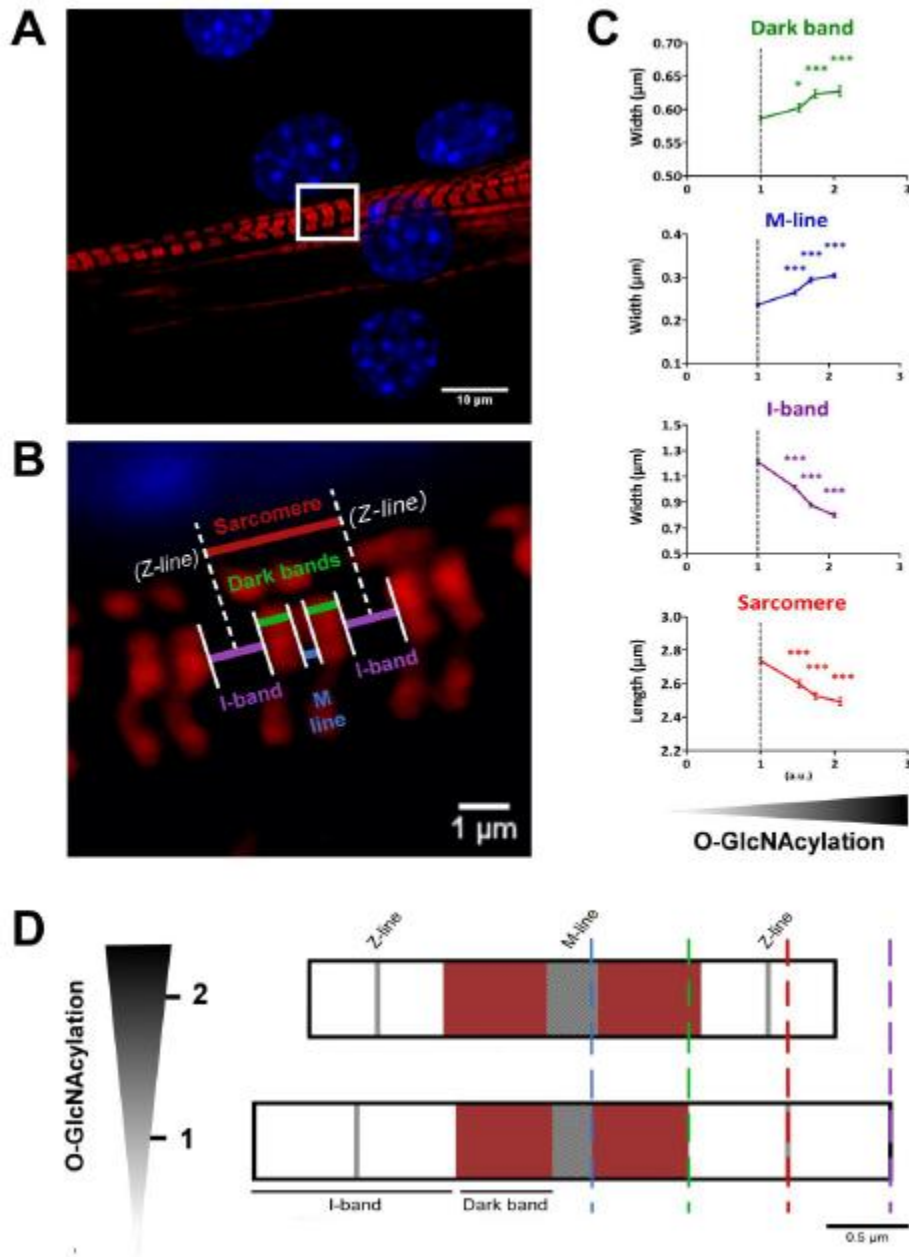 A
10 µm
B
(Z-line)
Sarcomere
(Z-line)
Dark bands
I-band
I-band
M
line
1 µm
C
Dark band
Width (µm)
0.70
0.65
0.60
0.55
0.50
*
***
***
0
1
2
3
M-line
Width (µm)
0.4
0.3
0.2
0.1
***
***
***
0
1
2
3
I-band
Width (µm)
1.5
1.3
1.1
0.9
0.7
0.5
***
***
***
0
1
2
3
Sarcomere
Length (µm)
3.0
2.8
2.6
2.4
2.2
***
***
***
0
1
2
3
(a.u.)
O-GlcNAcylation
D
O-GlcNAcylation
2
1
Z-line
M-line
Z-line
I-band
Dark band
0.5 µm